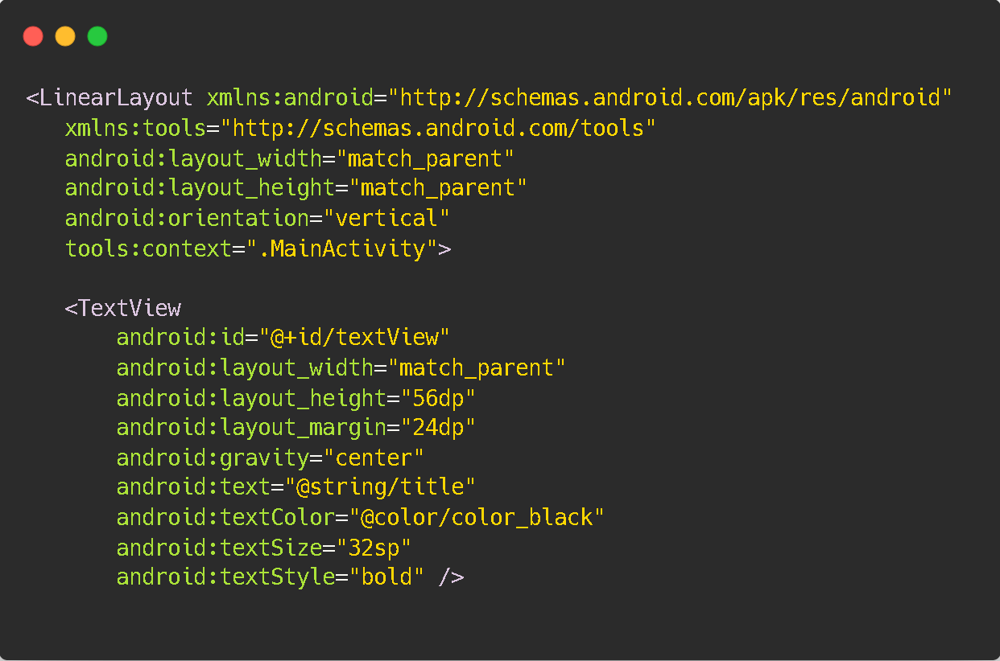 <LinearLayout xmlns:android="http://schemas.android.com/apk/res/android"
xmlns:tools="http://schemas.android.com/tools"
android:layout_width="match_parent"
android:layout_height="match_parent"
android:orientation="vertical"
tools:context=".MainActivity">
<TextView
android:id="@+id/textView"
android:layout_width="match_parent"
android:layout_height="56dp"
android:layout_margin="24dp"
android:gravity="center"
android:text="@string/title"
android:textColor="@color/color_black"
android:textSize="32sp"
android:textStyle="bold" />